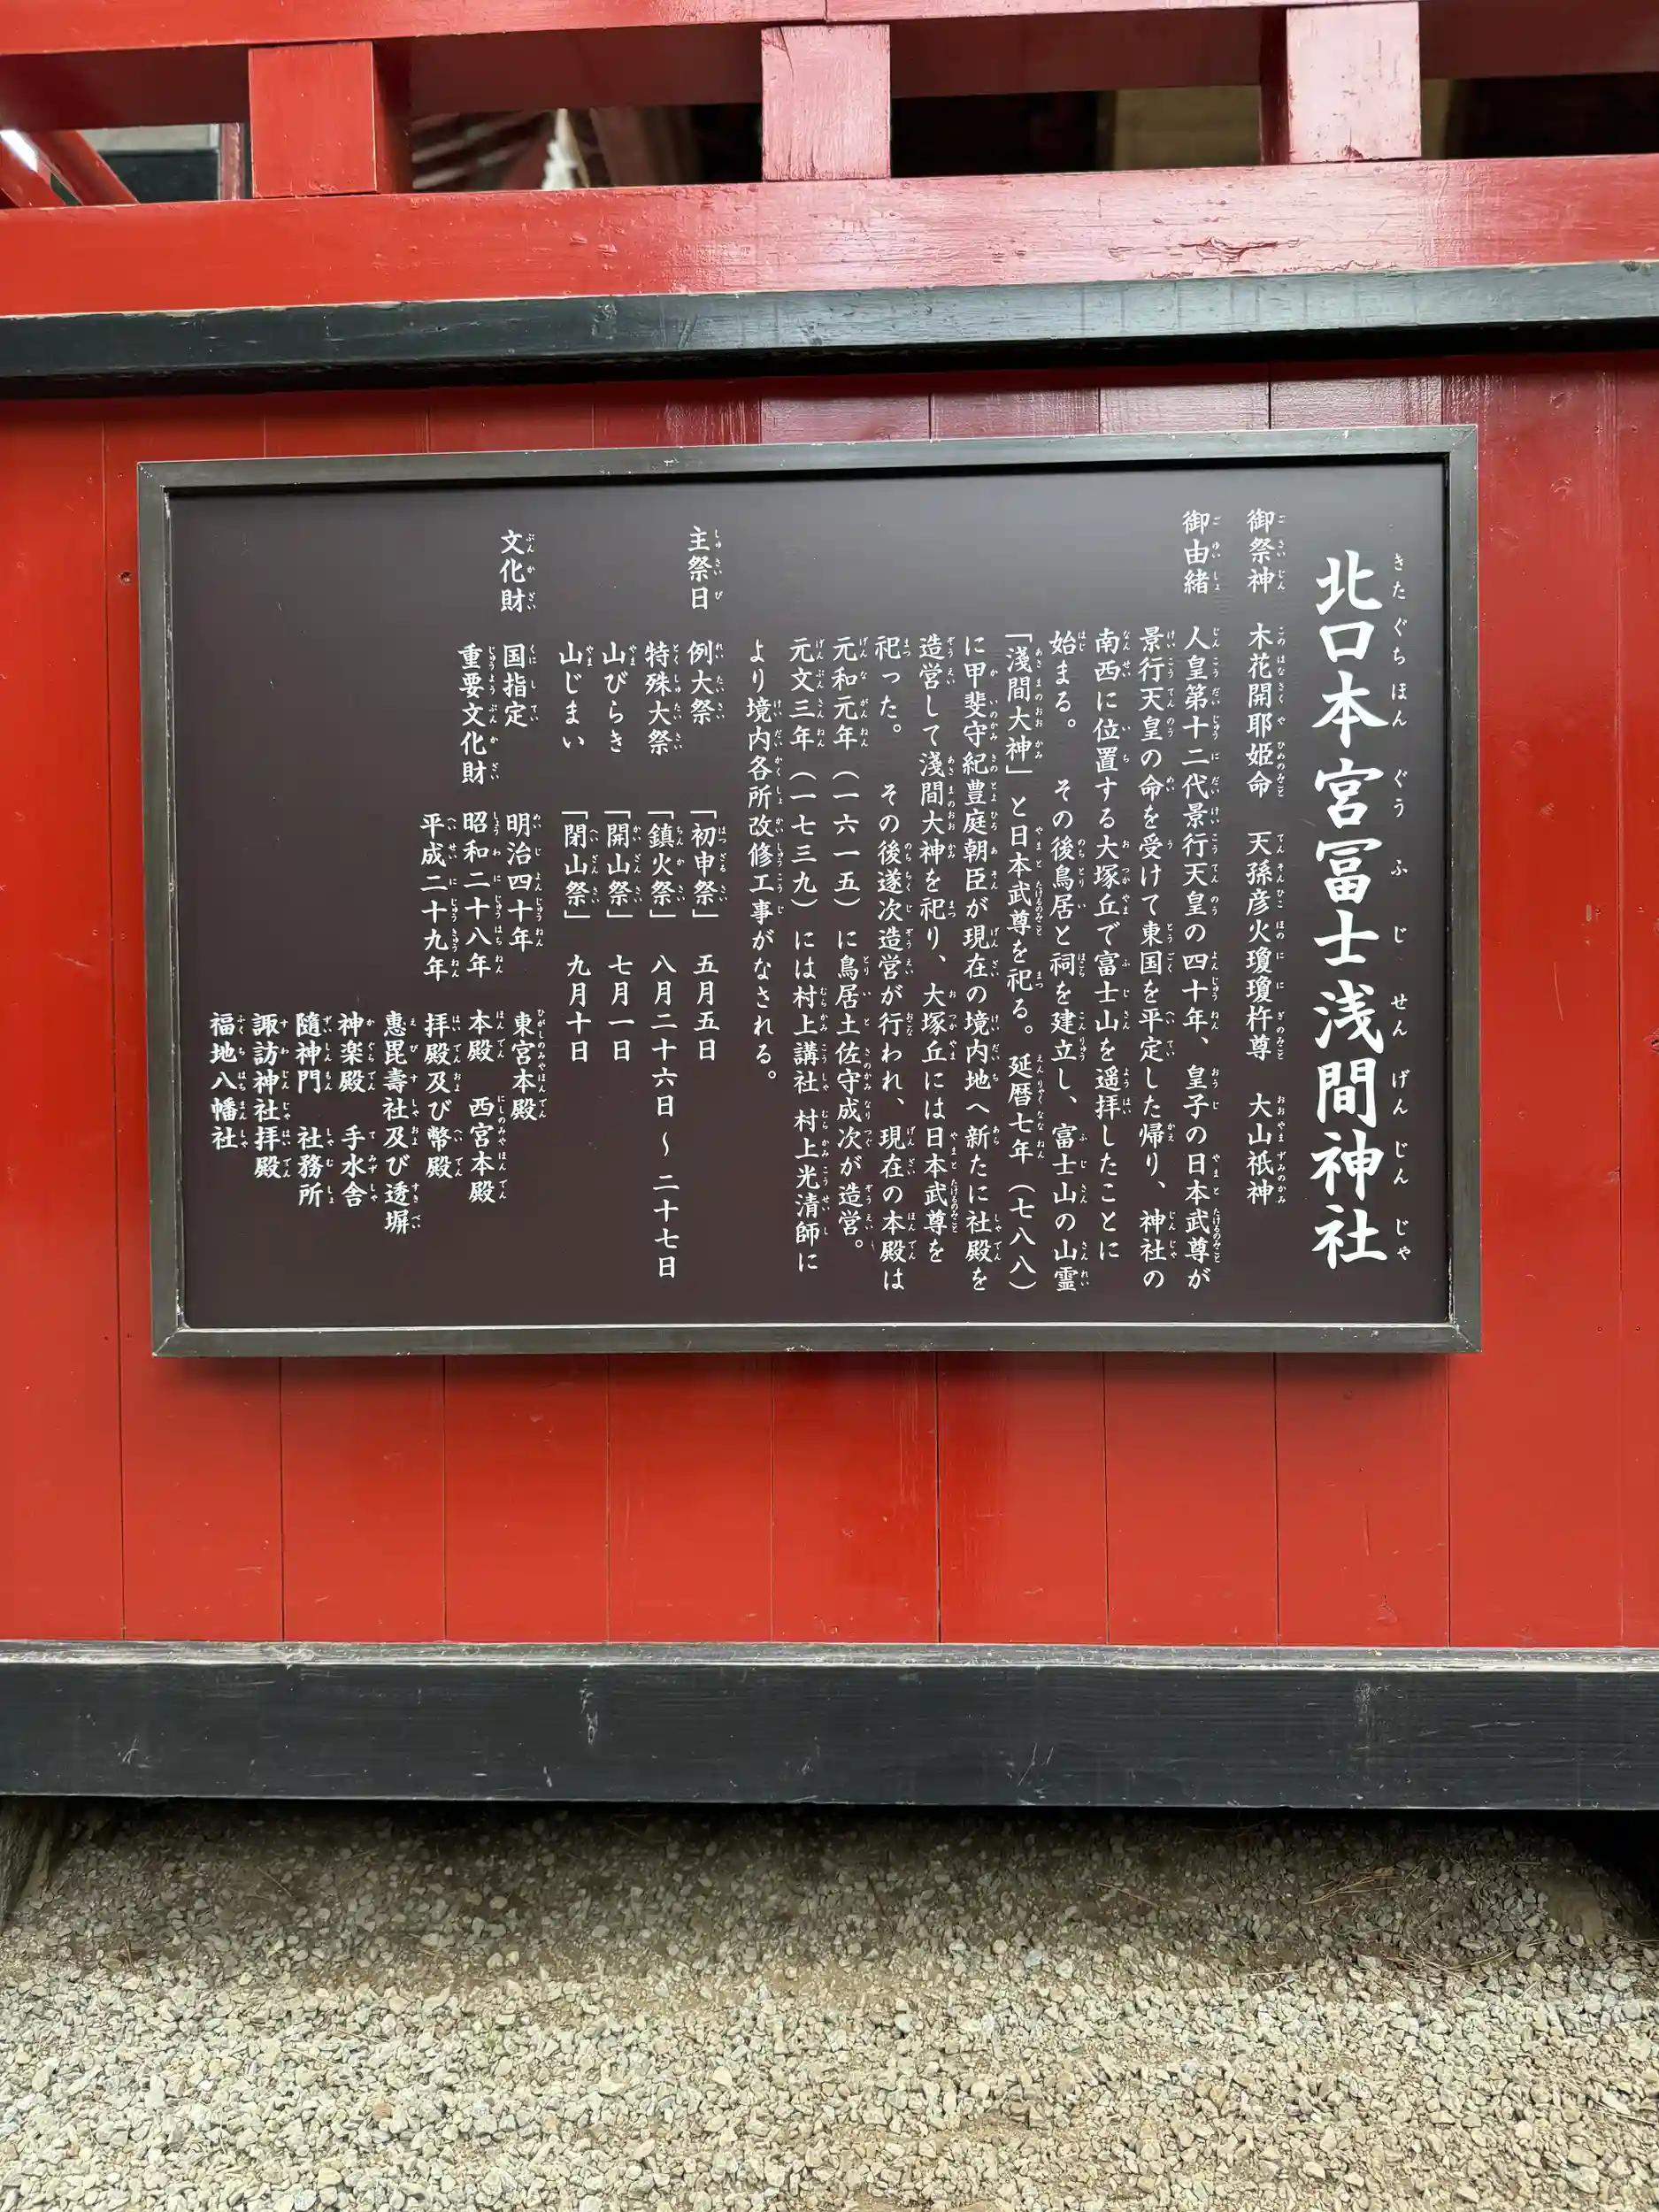 北口本宮冨士浅間神社
御祭神 木花開耶姫命 天孫彦火瓊瓊杵尊 大山祇神
御由緒 人皇第十二代景行天皇の四十年、皇子の日本武尊が
景行天皇の命を受けて東国を平定した帰り、神社の
南西に位置する大塚丘で富士山を遥拝したことに
始まる。 その後鳥居と祠を建立し、富士山の山霊
「淺間大神」と日本武尊を祀る。延暦七年(七八八)
に甲斐守紀豊庭朝臣が現在の境内地へ新たに社殿を
造営して淺間大神を祀り、大塚丘には日本武尊を
祀った。 その後遂次造営が行われ、現在の本殿は
元和元年(一六一五)に鳥居土佐守成次が造営。
元文三年(一七三九)には村上講社 村上光清師に
より境内各所改修工事がなされる。
主祭日 例大祭 「初申祭」 五月五日
特殊大祭 「鎮火祭」 八月二十六日〜二十七日
山びらき 「開山祭」 七月一日
山じまい 「閉山祭」 九月十日
文化財 国指定 明治四十年 東宮本殿
重要文化財 昭和二十八年 本殿 西宮本殿
平成二十九年 拝殿及び幣殿
惠毘壽社及び透塀
神楽殿 手水舎
隨神門 社務所
諏訪神社拝殿
福地八幡社